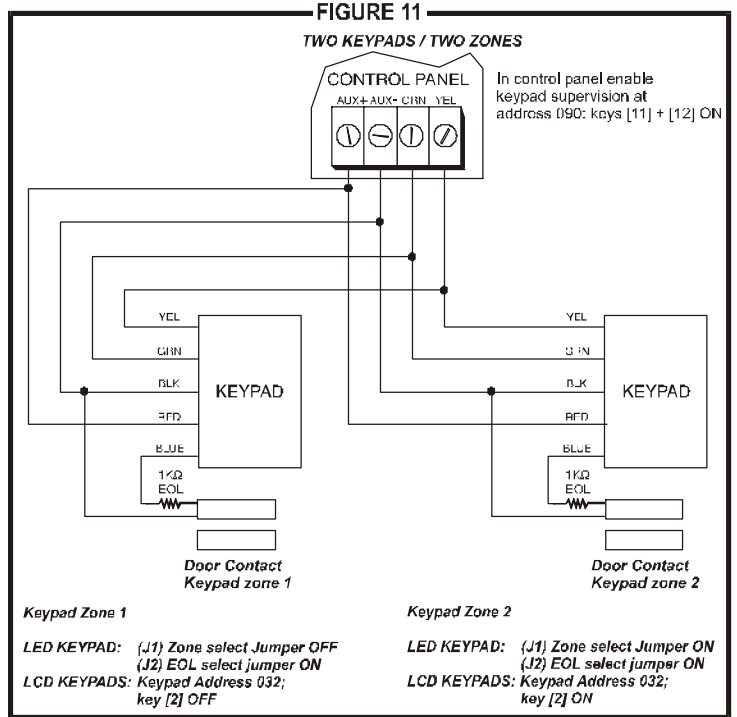 FIGURE 11
TWO KEYPADS / TWO ZONES
CONTROL PANEL
AUX+ AUX- GRN YEL
In control panel enable
keypad supervision at
address 090: keys [11] + [12] ON
YEL
GRN
BLK
RED
BLUE
KEYPAD
1KΩ
EOL
Door Contact
Keypad zone 1
YEL
GRN
BLK
RED
BLUE
KEYPAD
1KΩ
EOL
Door Contact
Keypad zone 2
Keypad Zone 1
LED KEYPAD: (J1) Zone select Jumper OFF
(J2) EOL select jumper ON
LCD KEYPADS: Keypad Address 032;
key [2] OFF
Keypad Zone 2
LED KEYPAD: (J1) Zone select Jumper ON
(J2) EOL select jumper ON
LCD KEYPADS: Keypad Address 032;
key [2] ON